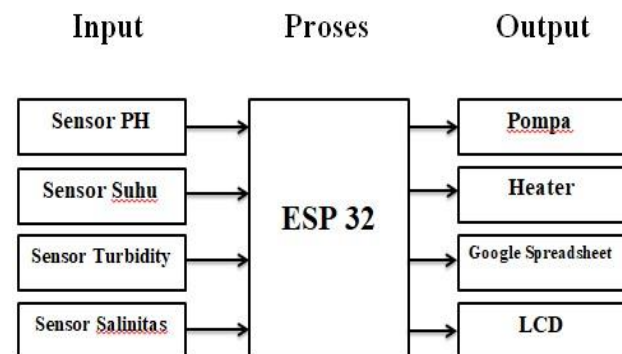 Input Proses Output
Sensor PH
Sensor Suhu
Sensor Turbidity
Sensor Salinitas
ESP 32
Pompa
Heater
Google Spreadsheet
LCD